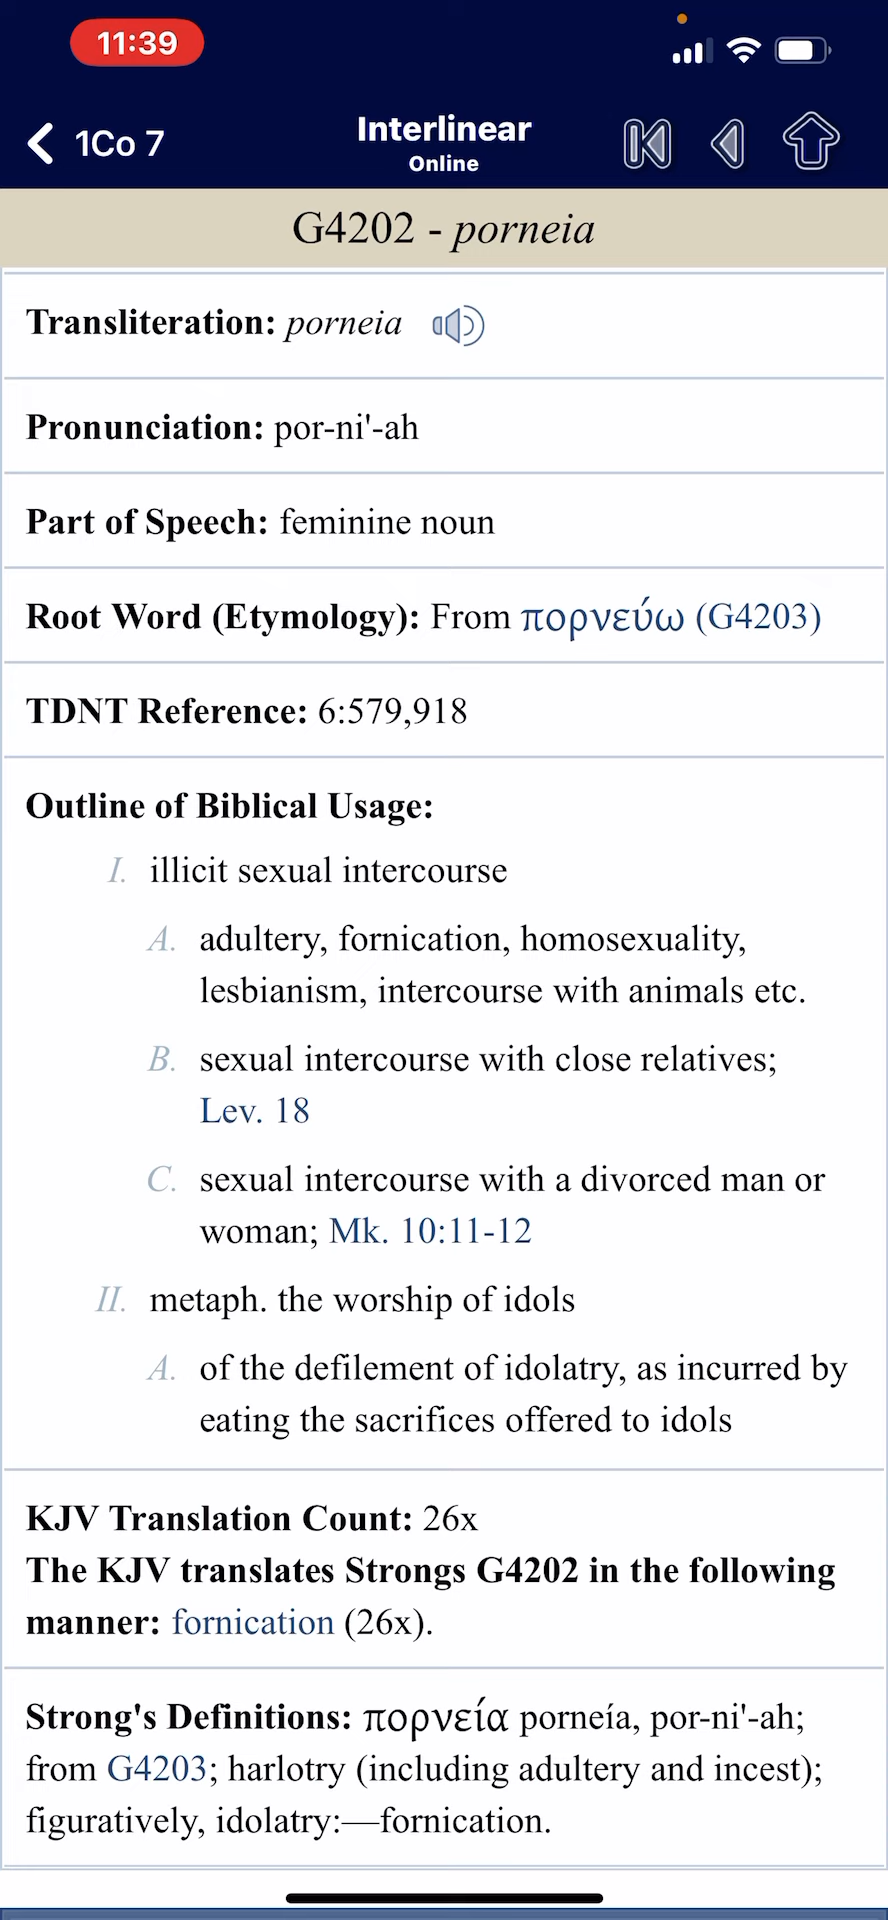 11:39
1Co 7
Interlinear
Online
G4202 - porneia
Transliteration: porneia
Pronunciation: por-ni'-ah
Part of Speech: feminine noun
Root Word (Etymology): From πορνεύω (G4203)
TDNT Reference: 6:579,918
Outline of Biblical Usage:
I. illicit sexual intercourse
A. adultery, fornication, homosexuality,
lesbianism, intercourse with animals etc.
B. sexual intercourse with close relatives;
Lev. 18
C. sexual intercourse with a divorced man or
woman; Mk. 10:11-12
II. metaph. the worship of idols
A. of the defilement of idolatry, as incurred by
eating the sacrifices offered to idols
KJV Translation Count: 26x
The KJV translates Strongs G4202 in the following
manner: fornication (26x).
Strong's Definitions: πορνεία porneía, por-ni'-ah;
from G4203; harlotry (including adultery and incest);
figuratively, idolatry:—fornication.